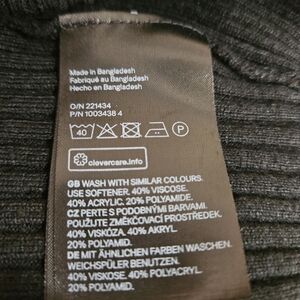 Made in Bangladesh
Fabriqué au Bangladesh
Hecho en Bangladesh
O/N 221434
P/N 1003438 4
40
P
clevercare.info
GB WASH WITH SIMILAR COLOURS.
USE SOFTENER. 40% VISCOSE.
40% ACRYLIC. 20% POLYAMIDE.
CZ PERTE S PODOBNÝMI BARVAMI.
POUŽIJTE ZMĚKČOVACÍ PROSTŘEDEK.
40% VISKÓZA. 40% AKRYL.
20% POLYAMID.
DE MIT ÄHNLICHEN FARBEN WASCHEN.
WEICHSPÜLER BENUTZEN.
40% VISKOSE. 40% POLYACRYL.
20% POLYAMID.